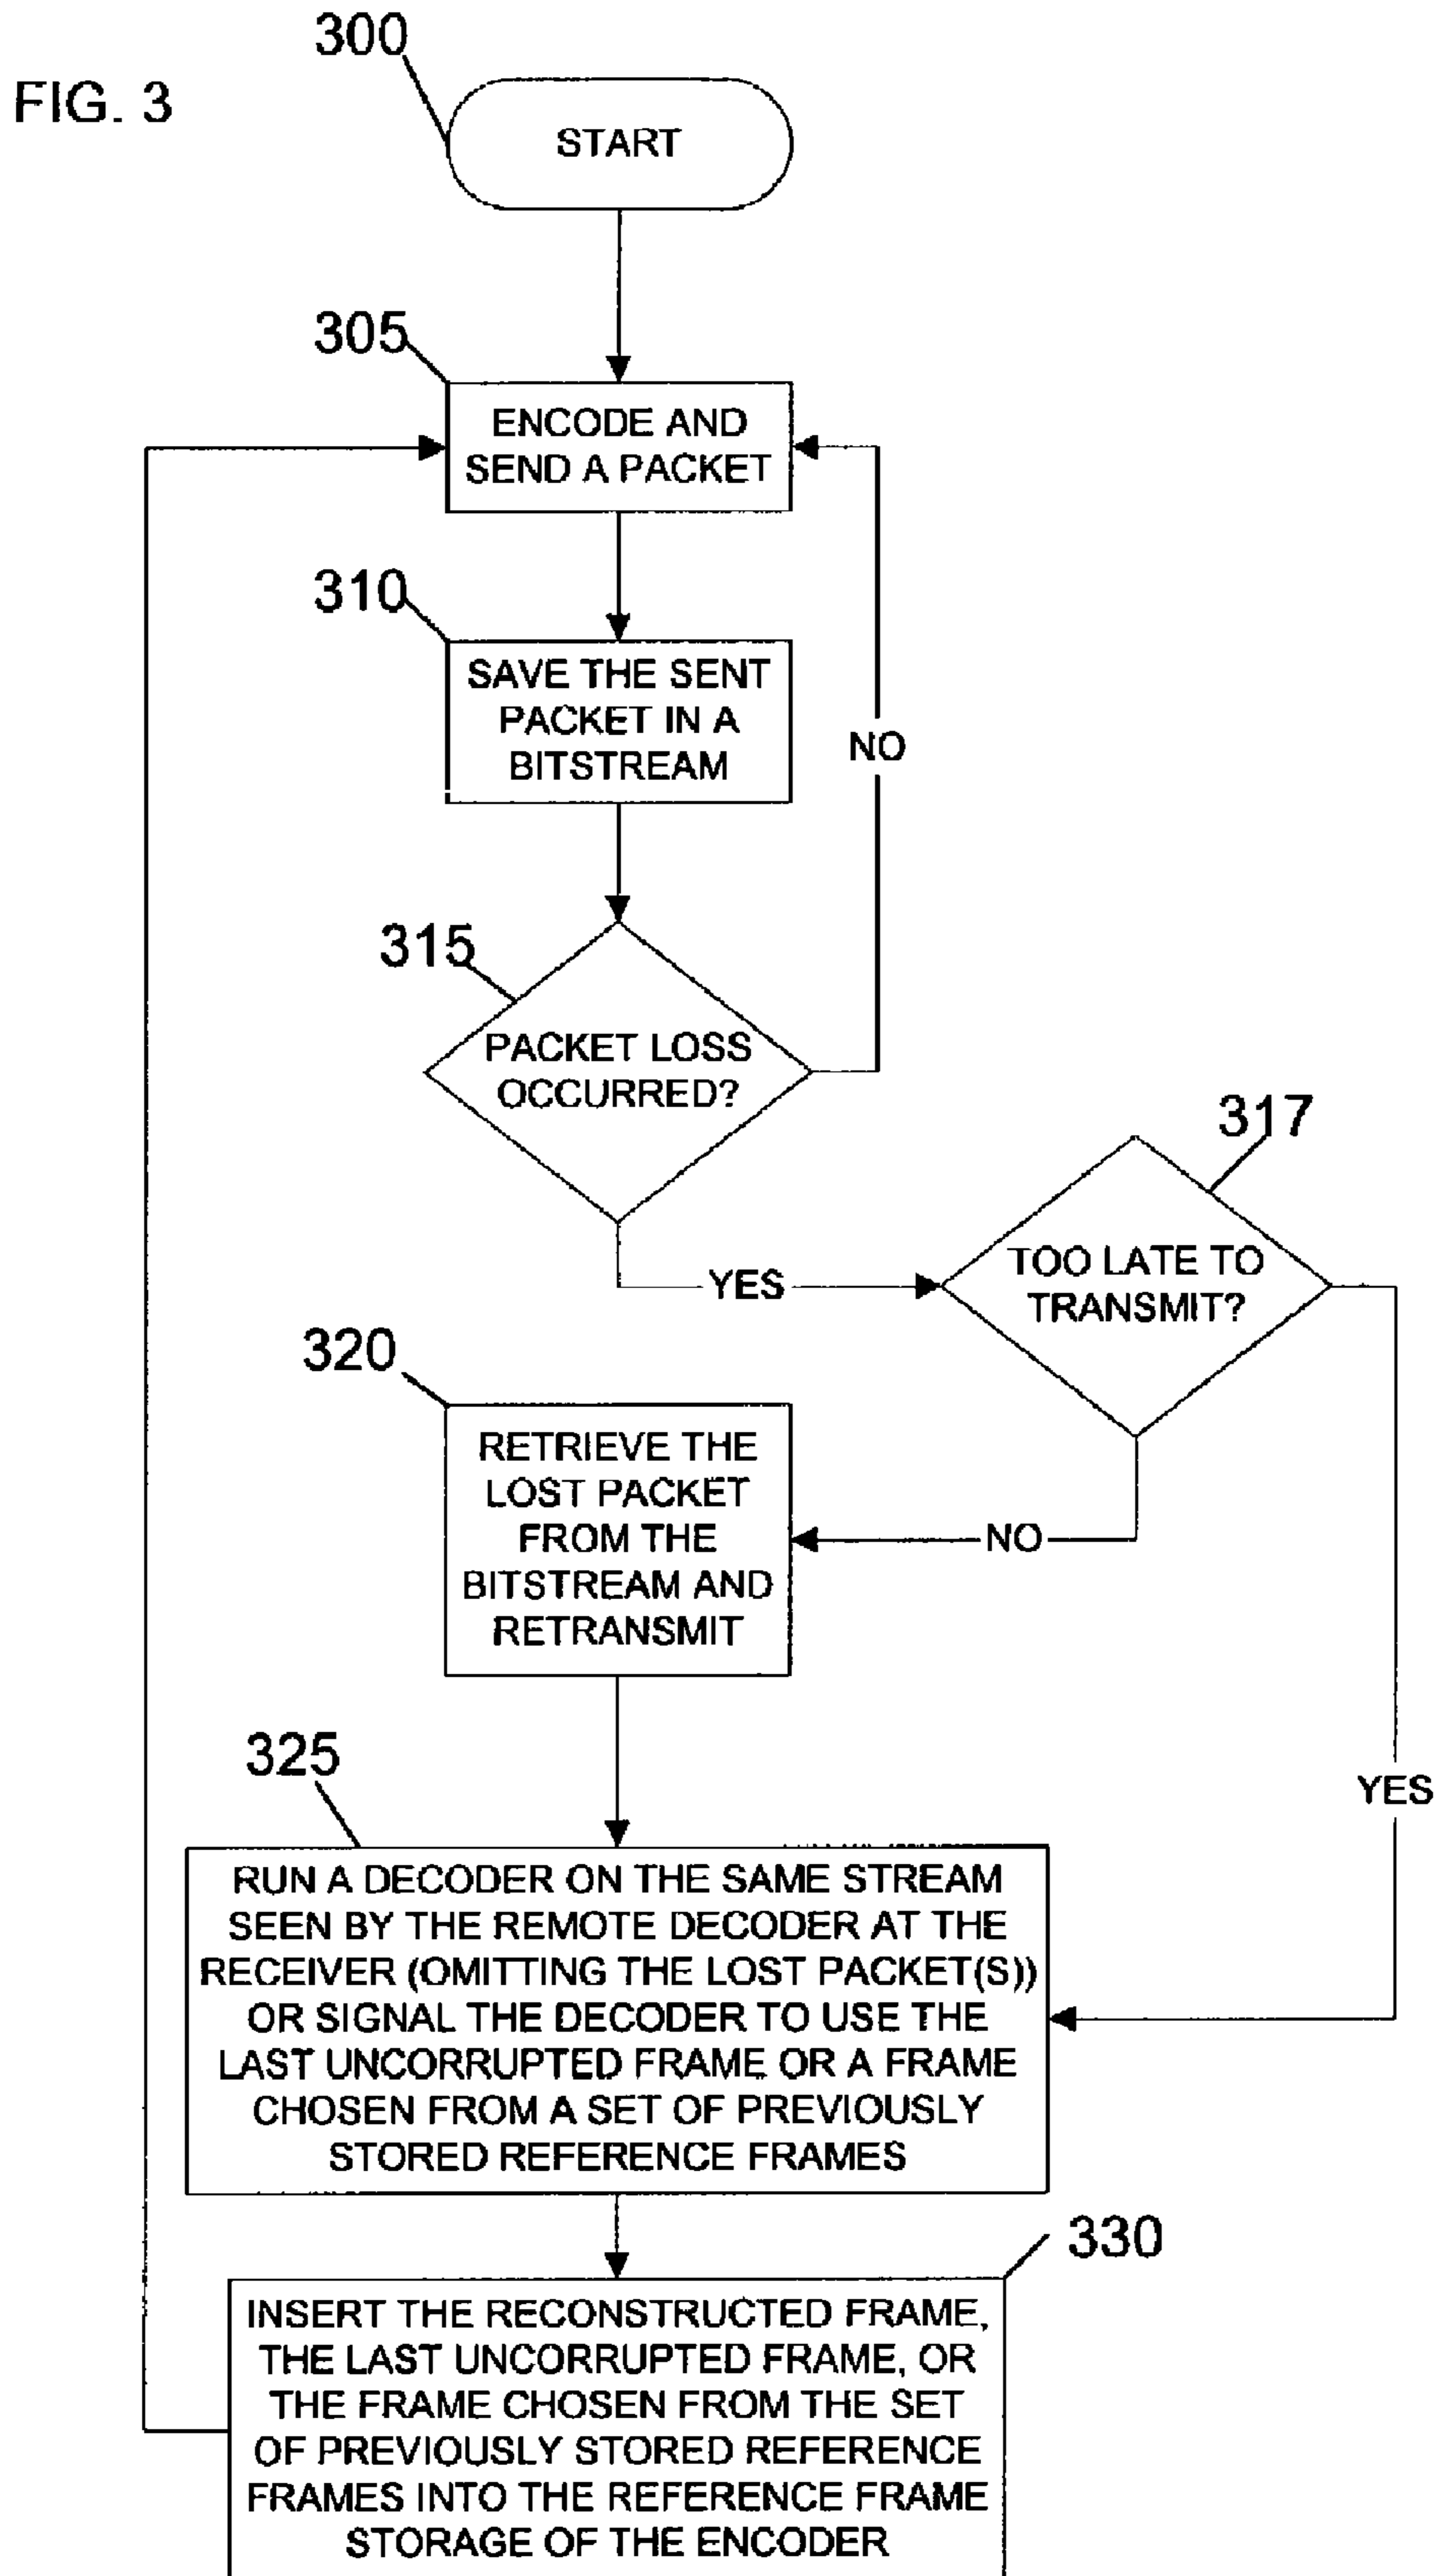 300
FIG. 3
START
305
ENCODE AND
SEND A PACKET
310
SAVE THE SENT
PACKET IN A
BITSTREAM
NO
315
PACKET LOSS
OCCURRED?
317
TOO LATE TO
TRANSMIT?
YES
320
RETRIEVE THE
LOST PACKET
FROM THE
BITSTREAM AND
RETRANSMIT
NO
325
YES
RUN A DECODER ON THE SAME STREAM
SEEN BY THE REMOTE DECODER AT THE
RECEIVER (OMITTING THE LOST PACKET(S))
OR SIGNAL THE DECODER TO USE THE
LAST UNCORRUPTED FRAME OR A FRAME
CHOSEN FROM A SET OF PREVIOUSLY
STORED REFERENCE FRAMES
330
INSERT THE RECONSTRUCTED FRAME,
THE LAST UNCORRUPTED FRAME, OR
THE FRAME CHOSEN FROM THE SET
OF PREVIOUSLY STORED REFERENCE
FRAMES INTO THE REFERENCE FRAME
STORAGE OF THE ENCODER